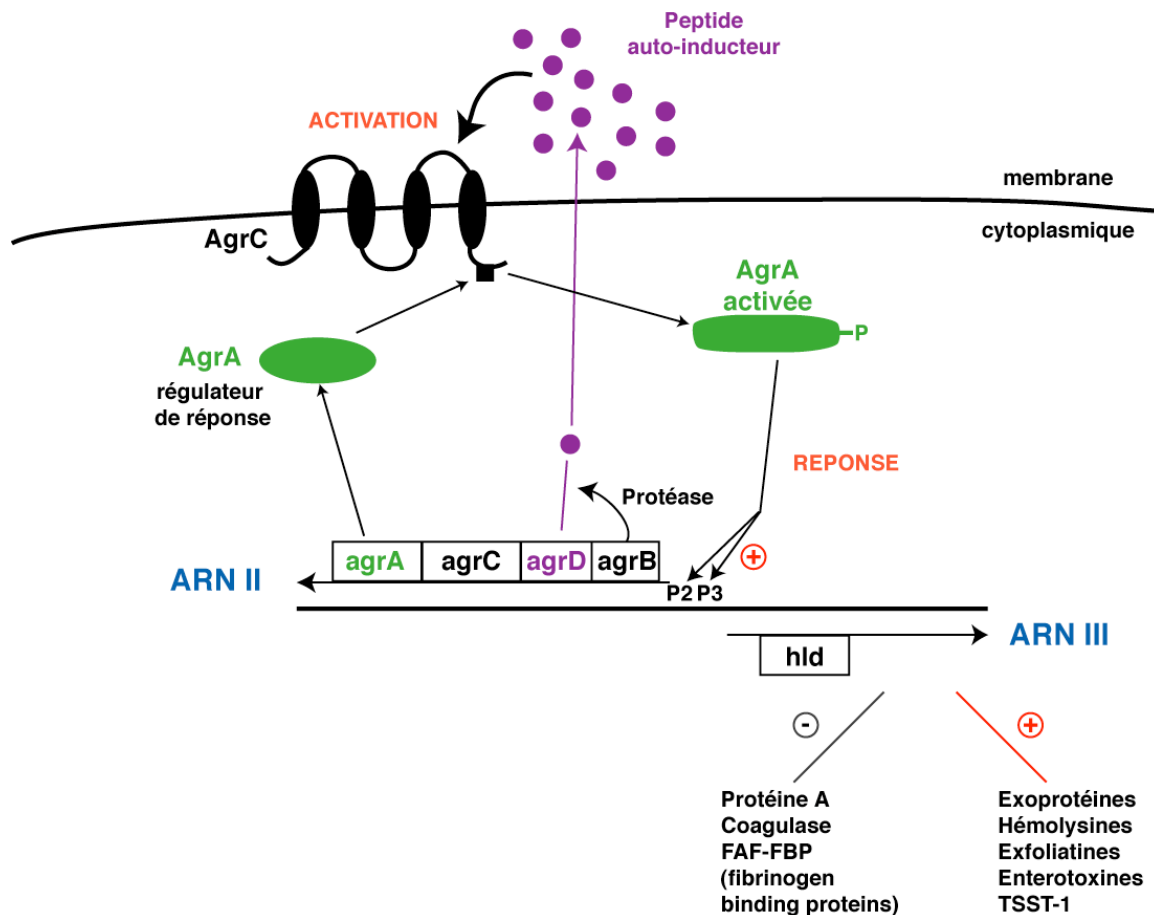 Peptide
auto-inducteur
ACTIVATION
membrane
cytoplasmique
AgrC
AgrA
activée
P
AgrA
régulateur
de réponse
REPONSE
Protéase
agrA agrC agrD agrB
+
ARN II
P2 P3
ARN III
hld
- +
Protéine A
Coagulase
FAF-FBP
(fibrinogen
binding proteins)
Exoprotéines
Hémolysines
Exfoliatines
Enterotoxines
TSST-1